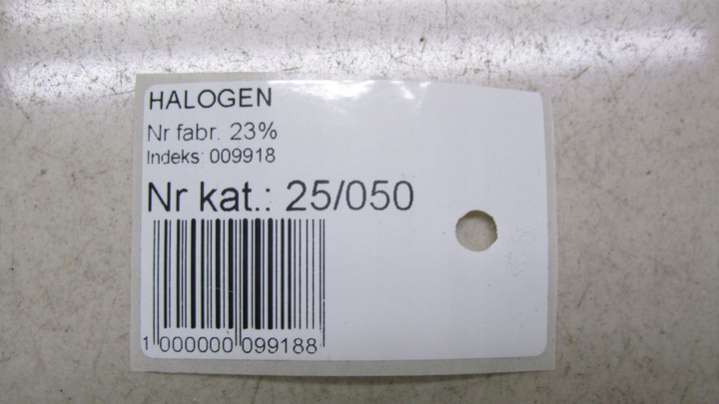 HALOGEN
Nr fabr. 23%
Indeks: 009918
Nr kat.: 25/050
1 000000 099188